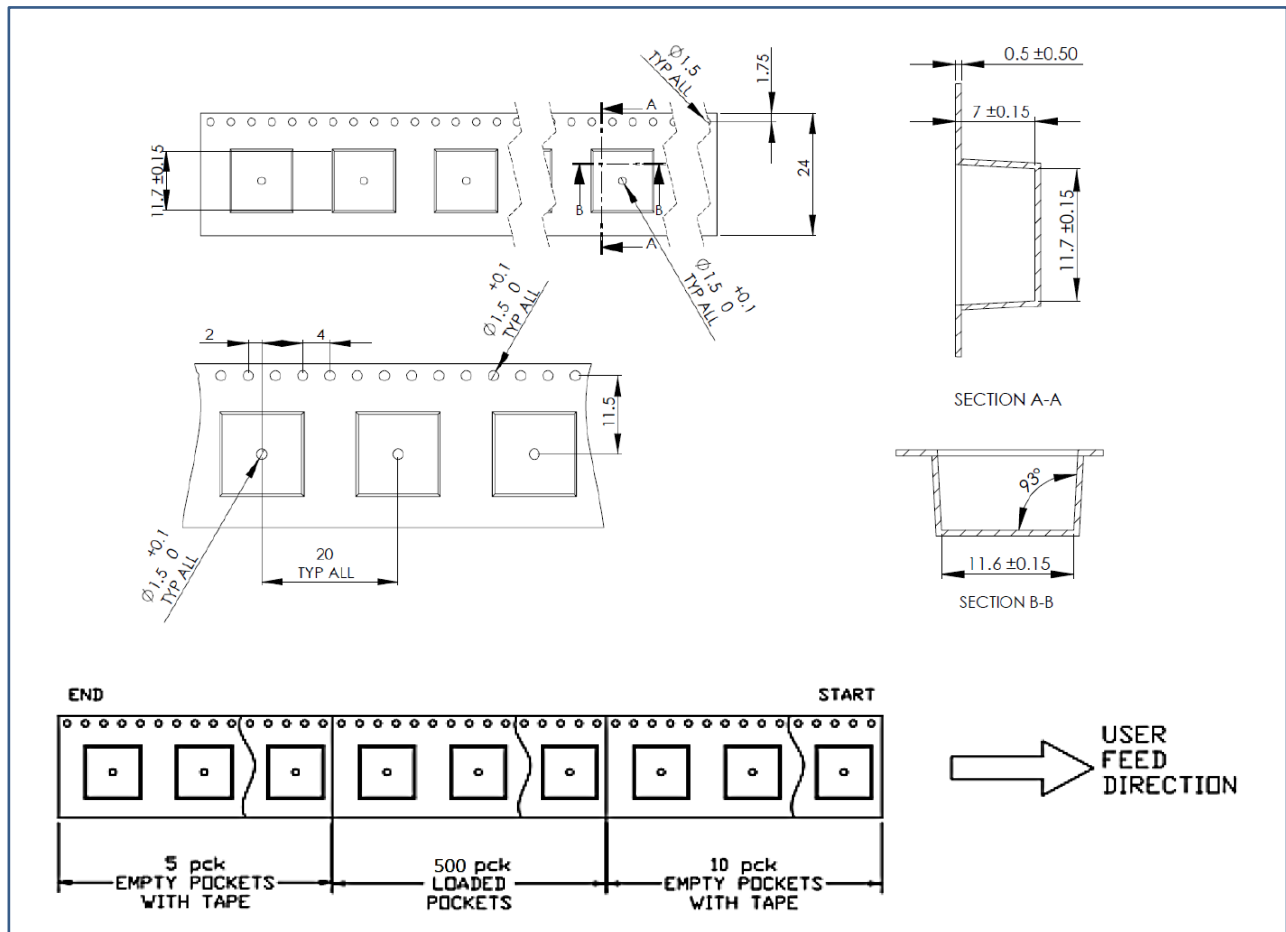 Ø1.5
TYP ALL
1.75
0.5 ±0.50
A
7 ±0.15
11.7 ±0.15
24
B
B
11.7 ±0.15
A
Ø1.5 +0.1 0
TYP ALL
Ø1.5 +0.1 0
TYP ALL
2
4
11.5
SECTION A-A
93°
Ø1.5 +0.1 0
TYP ALL
20
TYP ALL
11.6 ±0.15
SECTION B-B
END
START
USER
FEED
DIRECTION
5 pck
EMPTY POCKETS
WITH TAPE
500 pck
LOADED
POCKETS
10 pck
EMPTY POCKETS
WITH TAPE